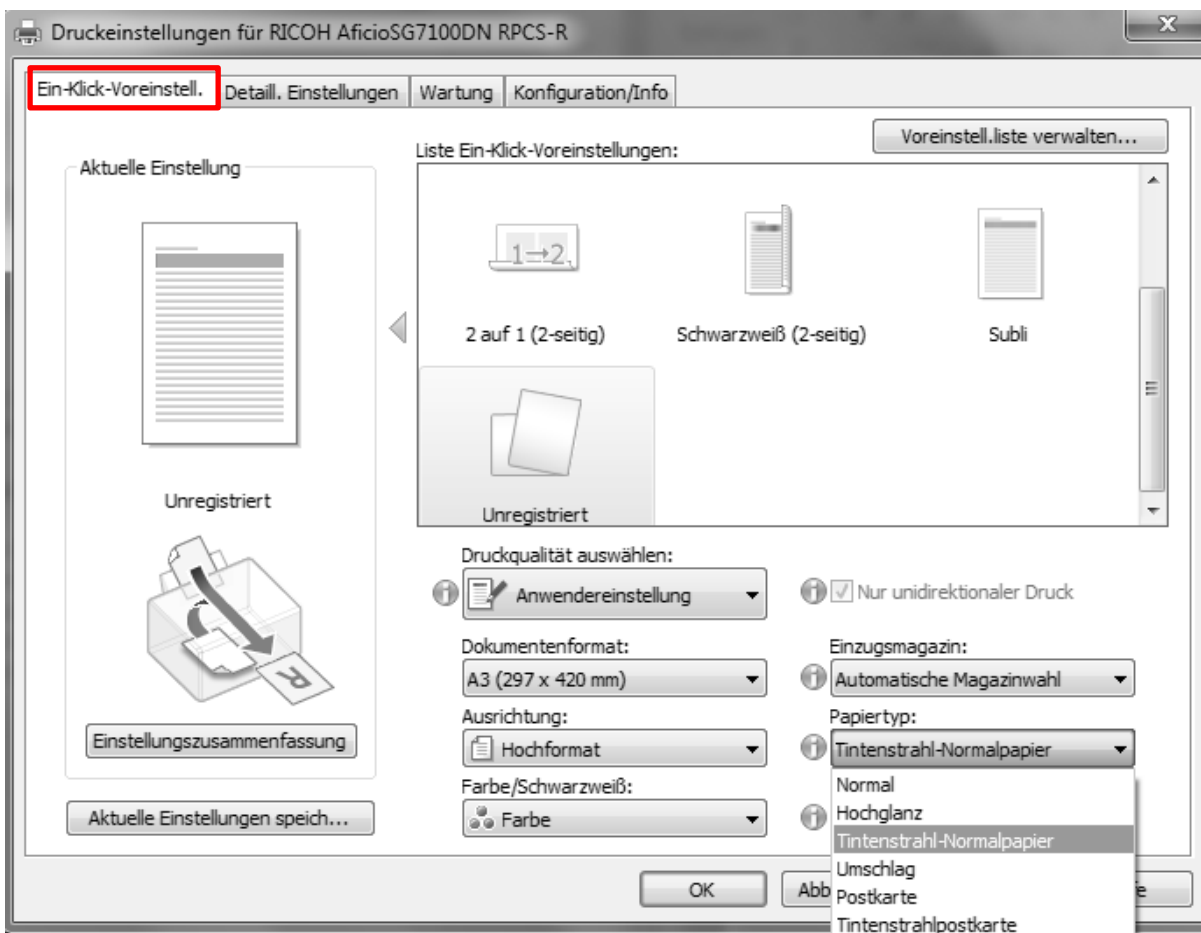 Druckeinstellungen für RICOH AficioSG7100DN RPCS-R
Ein-Klick-Voreinstell. Detaill. Einstellungen Wartung Konfiguration/Info
Voreinstell.liste verwalten...
Aktuelle Einstellung
Liste Ein-Klick-Voreinstellungen:
1→2
2 auf 1 (2-seitig) Schwarzweiß (2-seitig) Subli
Unregistriert
Unregistriert
Druckqualität auswählen:
Anwendereinstellung Nur unidirektionaler Druck
Dokumentenformat: Einzugsmagazin:
A3 (297 x 420 mm) Automatische Magazinwahl
R
Ausrichtung: Papiertyp:
Einstellungszusammenfassung Hochformat Tintenstrahl-Normalpapier
Farbe/Schwarzweiß: Normal
Aktuelle Einstellungen speich... Farbe Hochglanz
Tintenstrahl-Normalpapier
Umschlag
OK Abb
Postkarte
Tintenstrahlpostkarte